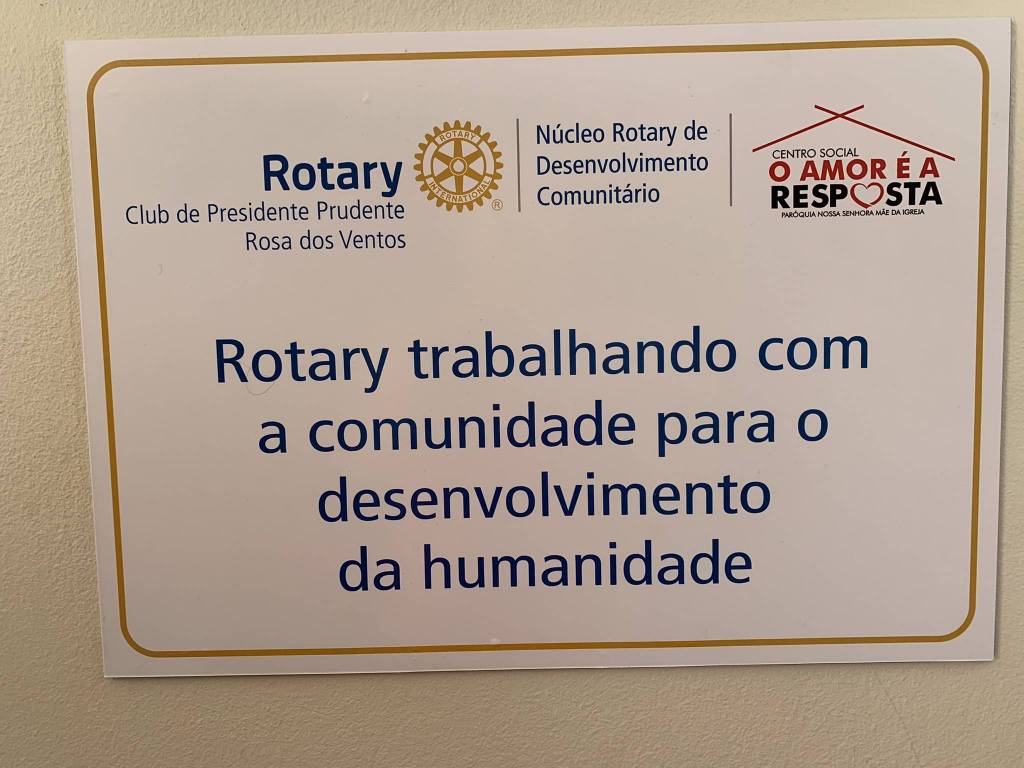 Rotary
Club de Presidente Prudente
Rosa dos Ventos
ROTARY
INTERNATIONAL
®
Núcleo Rotary de
Desenvolvimento
Comunitário
CENTRO SOCIAL
O AMOR É A
RESPOSTA
PARÓQUIA NOSSA SENHORA MÃE DA IGREJA
Rotary trabalhando com
a comunidade para o
desenvolvimento
da humanidade